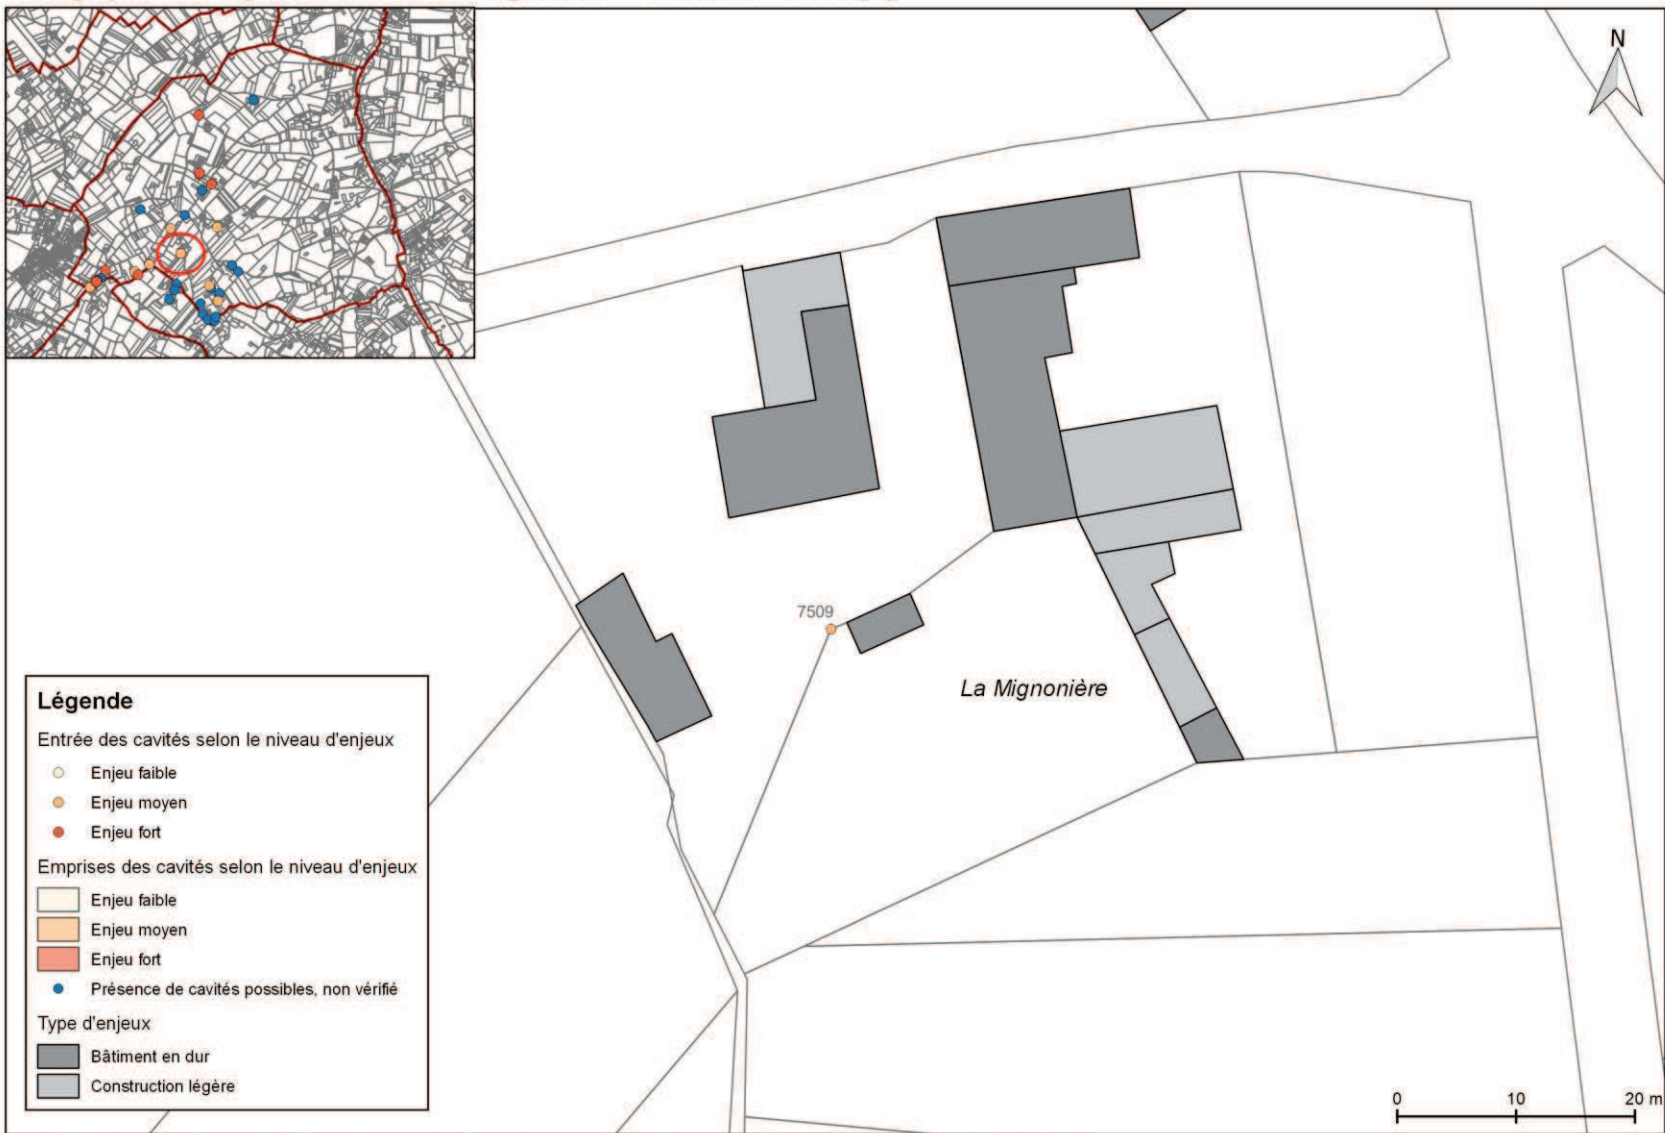 N
7509
La Mignonière
Légende
Entrée des cavités selon le niveau d'enjeux
Enjeu faible
Enjeu moyen
Enjeu fort
Emprises des cavités selon le niveau d'enjeux
Enjeu faible
Enjeu moyen
Enjeu fort
Présence de cavités possibles, non vérifié
Type d'enjeux
Bâtiment en dur
Construction légère
0 10 20 m